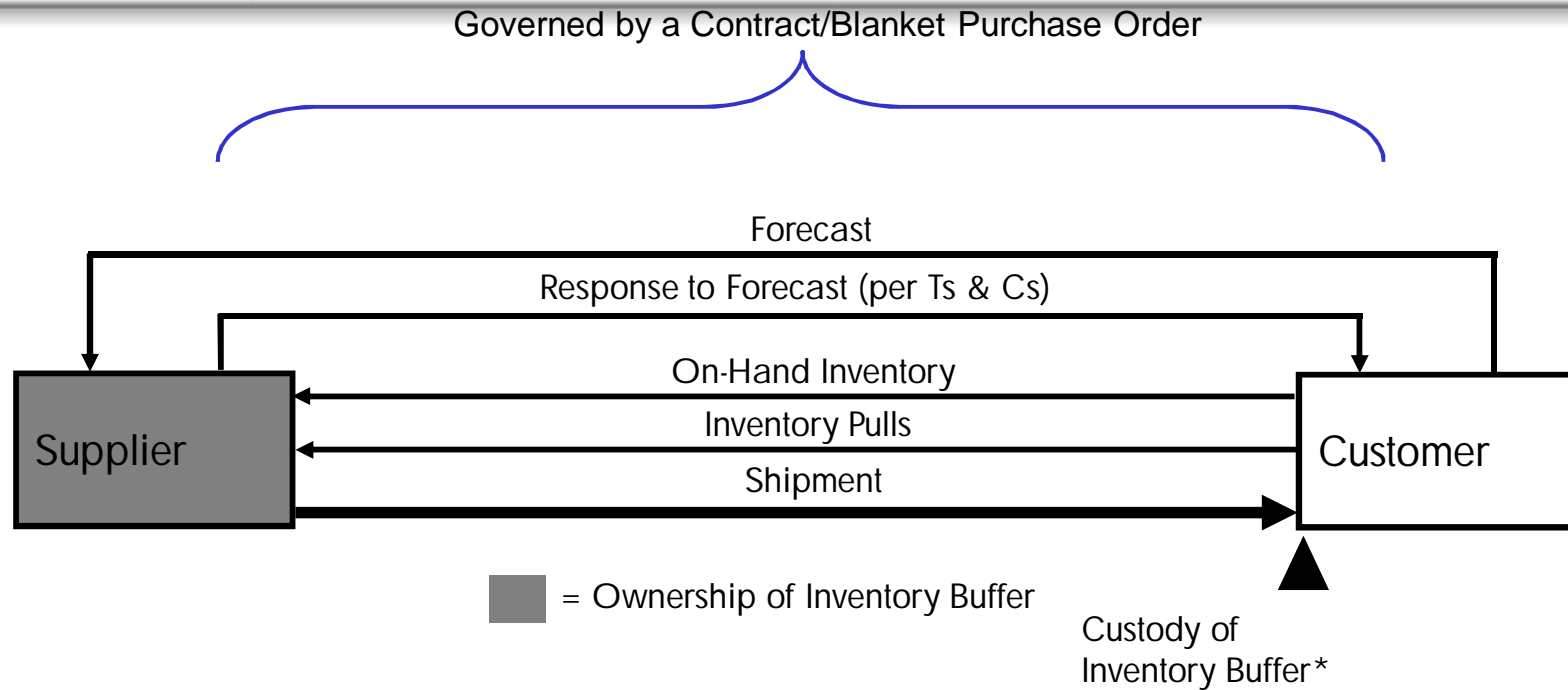 Governed by a Contract/Blanket Purchase Order
Forecast
Response to Forecast (per Ts & Cs)
On-Hand Inventory
Inventory Pulls
Shipment
Supplier
Customer
= Ownership of Inventory Buffer
Custody of
Inventory Buffer*